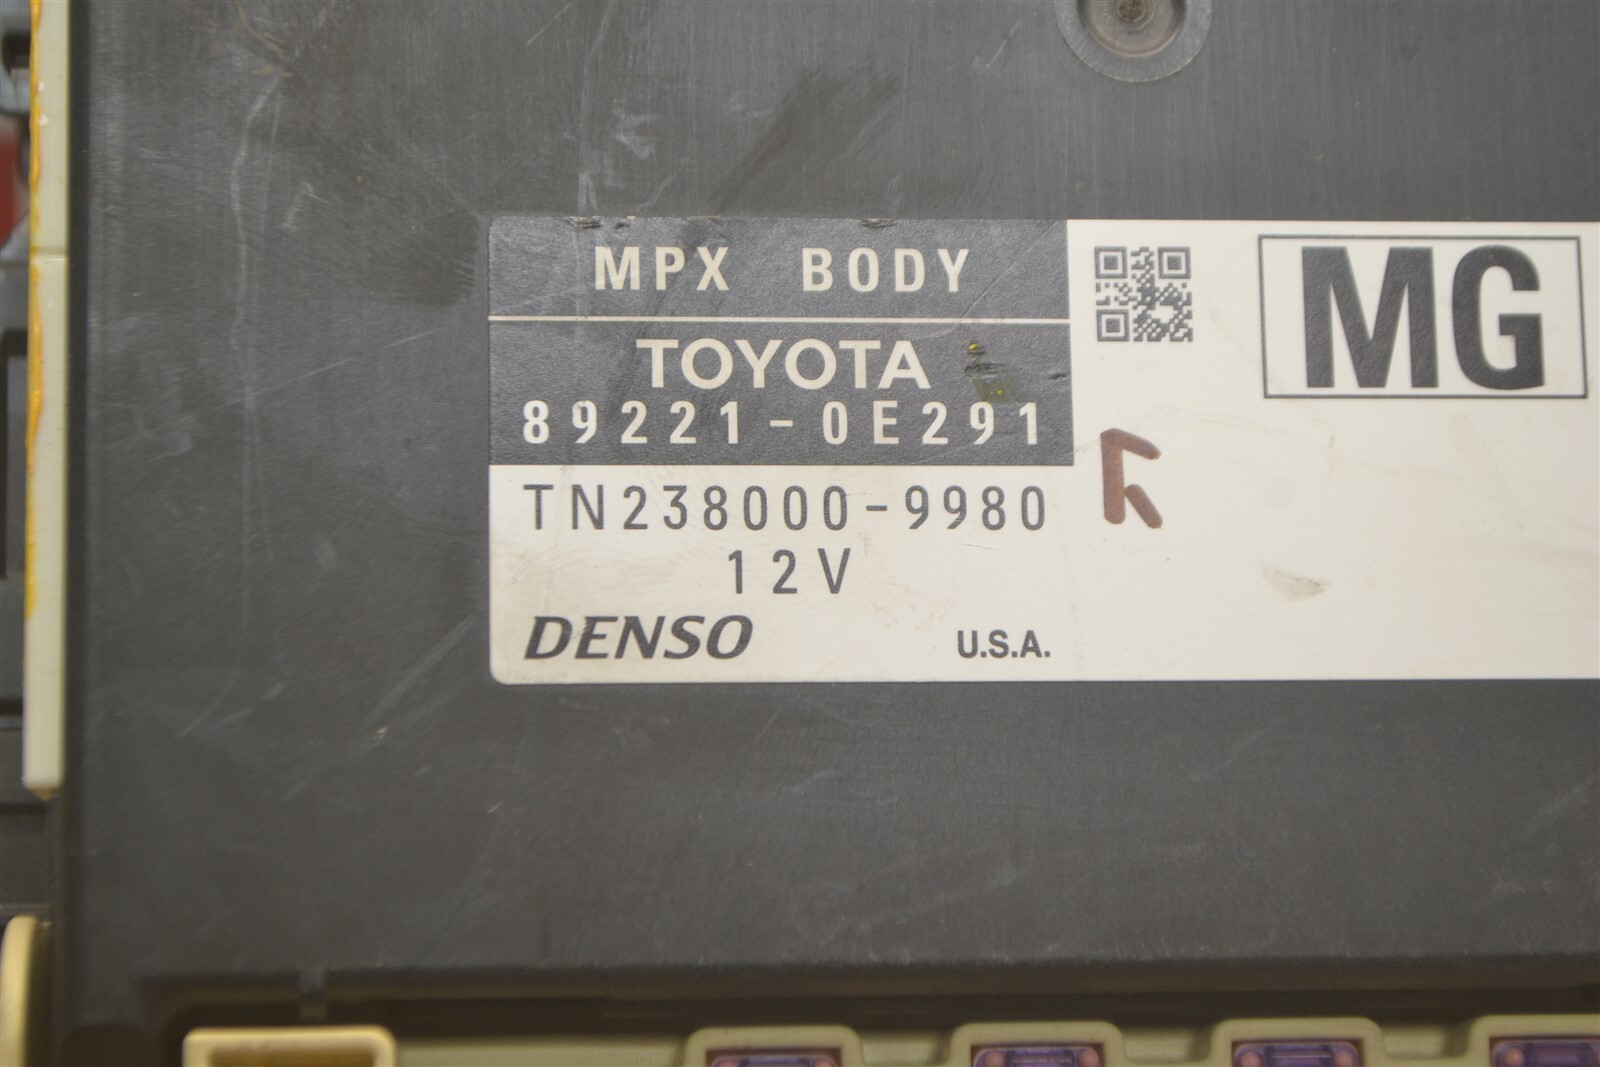 MPX BODY
TOYOTA
89221-0E291
TN238000-9980
12V
DENSO U.S.A.
MG